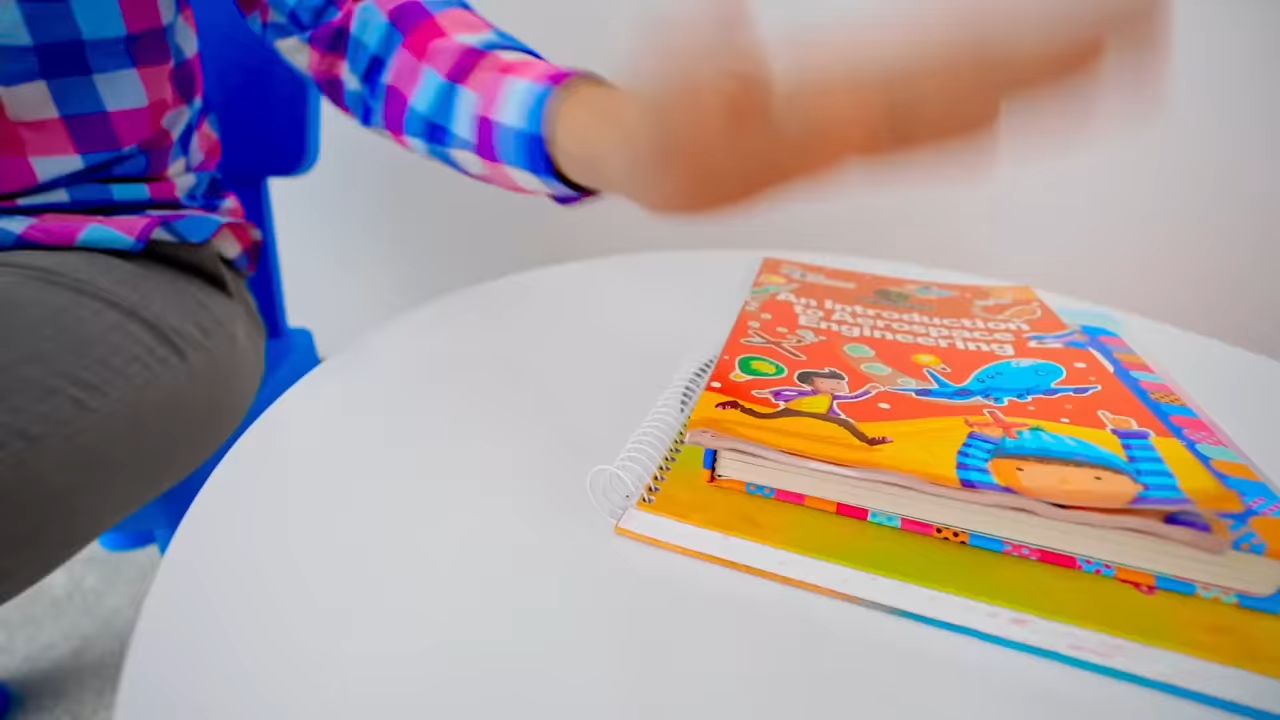 An Introduction
to Aerospace
Engineering